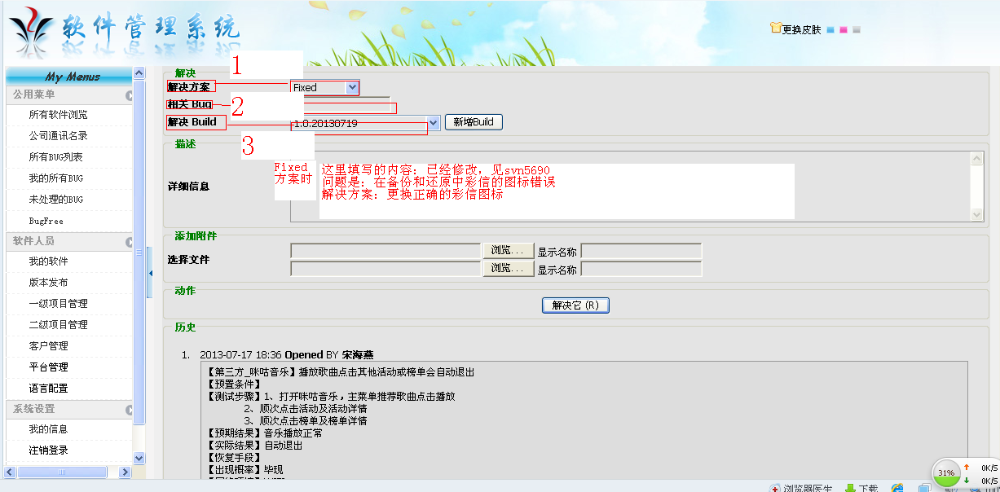 软件管理系统
更换皮肤
My Menus
公用菜单
所有软件浏览
公司通讯名录
所有BUG列表
我的所有BUG
未处理的BUG
BugFree
软件人员
我的软件
版本发布
一级项目管理
二级项目管理
客户管理
平台管理
语言配置
系统设置
我的信息
注销登录
解决
1
解决方案 Fixed
相关 Bug 2
解决 Build 1.0.20130719 新增Build
3
描述
Fixed
方案时
详细信息
这里填写的内容：已经修改，见svn5690
问题是：在备份和还原中彩信的图标错误
解决方案：更换正确的彩信图标
添加附件
选择文件 浏览... 显示名称
浏览... 显示名称
动作
解决它 (R)
历史
1. 2013-07-17 18:36 Opened BY 宋海燕
【第三方_咪咕音乐】播放歌曲点击其他活动或榜单会自动退出
【预置条件】
【测试步骤】1、打开咪咕音乐，主菜单推荐歌曲点击播放
2、顺次点击活动及活动详情
3、顺次点击榜单及榜单详情
【预期结果】音乐播放正常
【实际结果】自动退出
【恢复手段】
【出现概率】毕现
31% 0K/S
0K/S
浏览器医生 下载